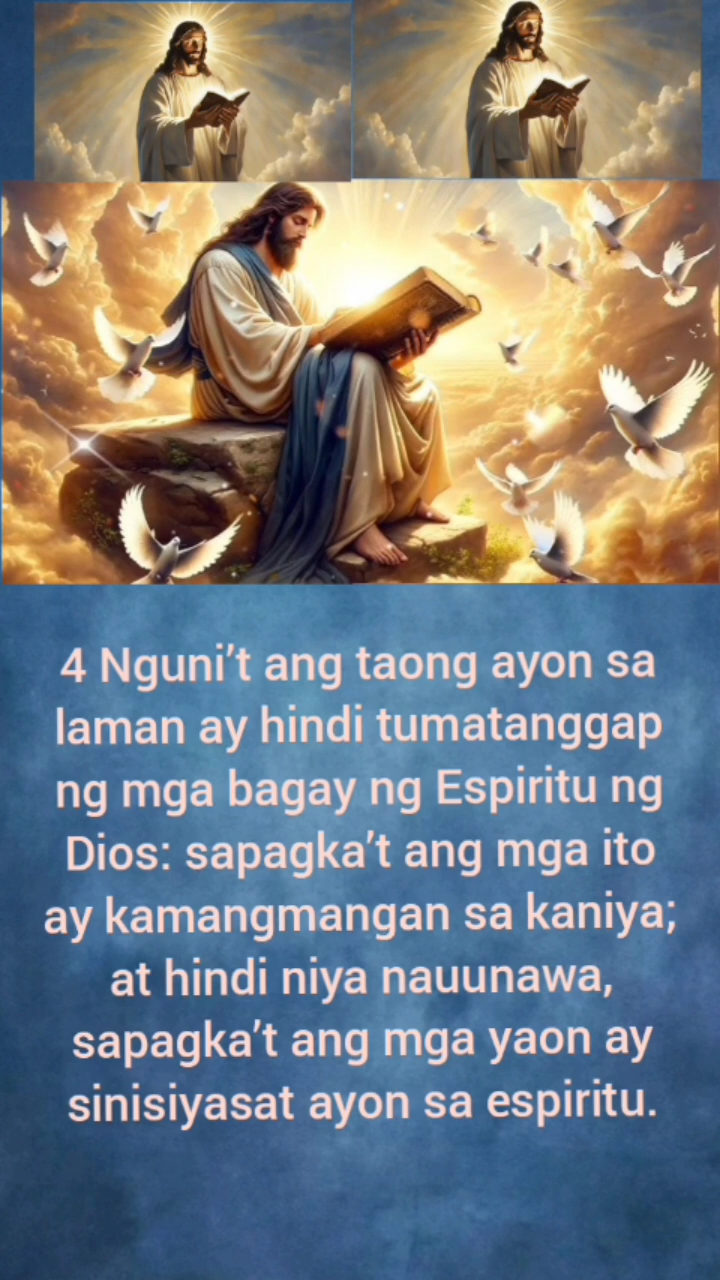 4 Nguni’t ang taong ayon sa
laman ay hindi tumatanggap
ng mga bagay ng Espiritu ng
Dios: sapagka’t ang mga ito
ay kamangmangan sa kaniya;
at hindi niya nauunawa,
sapagka’t ang mga yaon ay
sinisiyasat ayon sa espiritu.